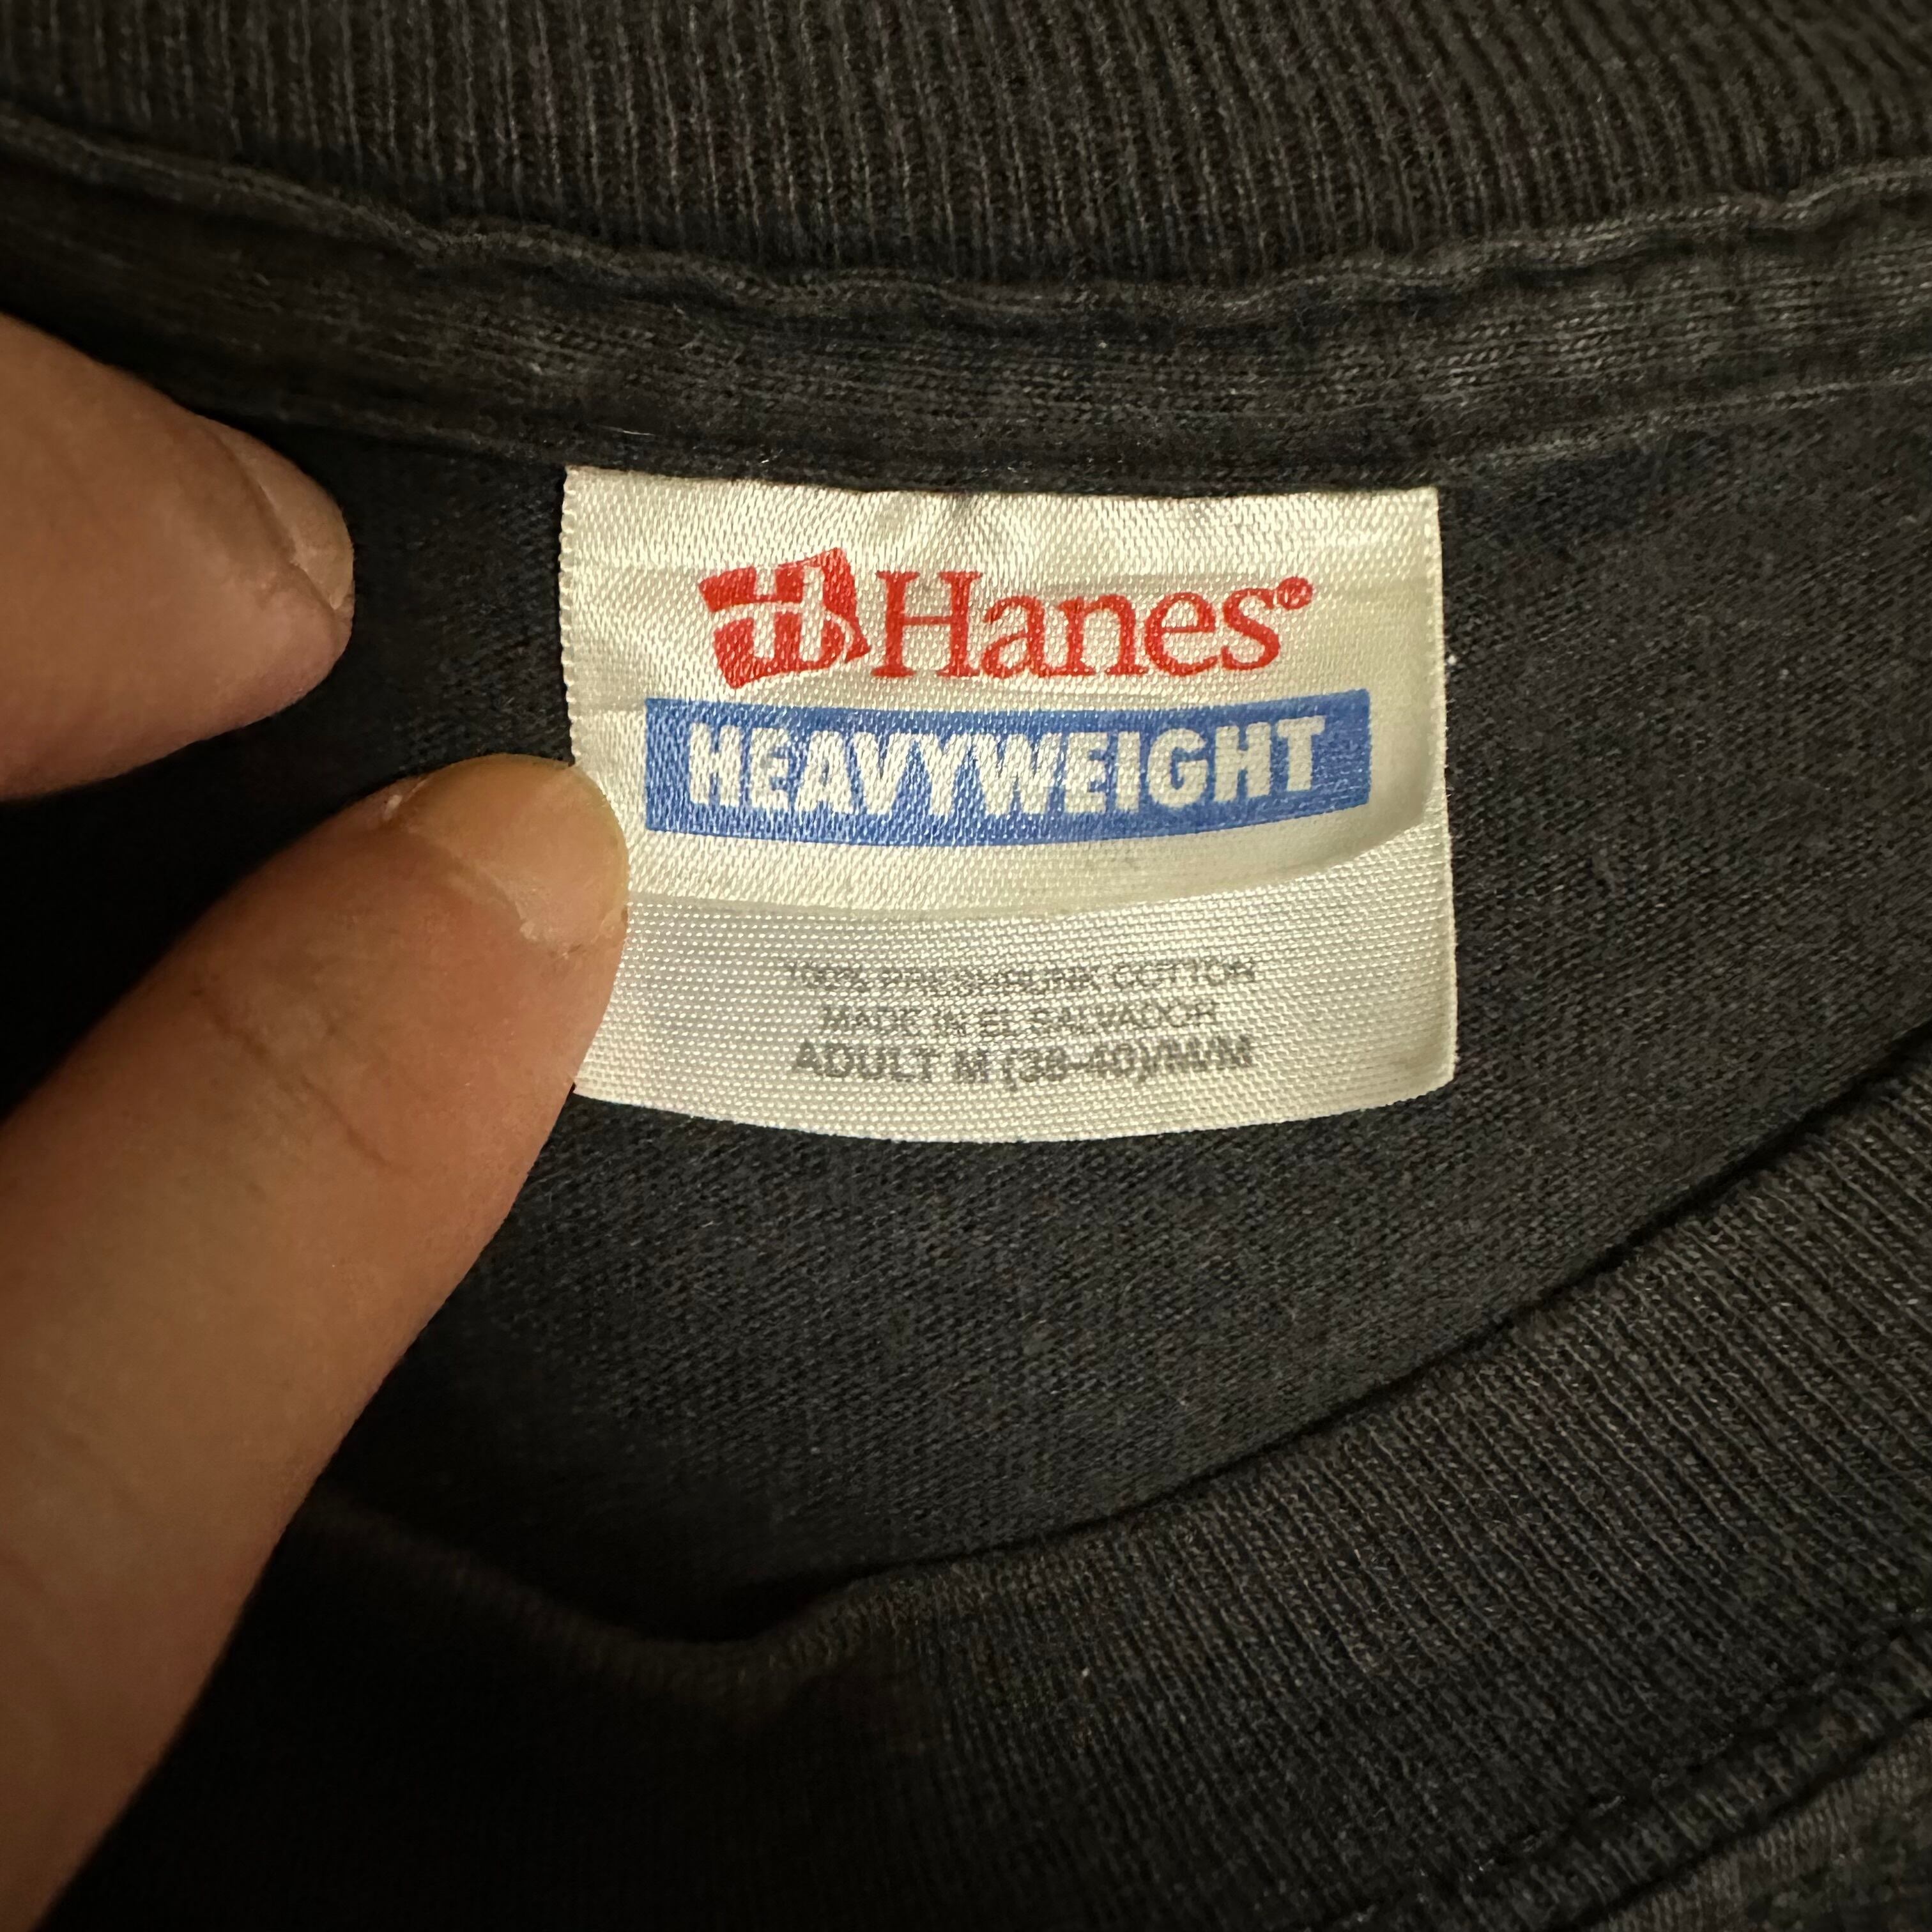 Hanes®
HEAVYWEIGHT
100% PRESHRUNK COTTON
MADE IN EL SALVADOR
ADULT M (38-40)/M/M